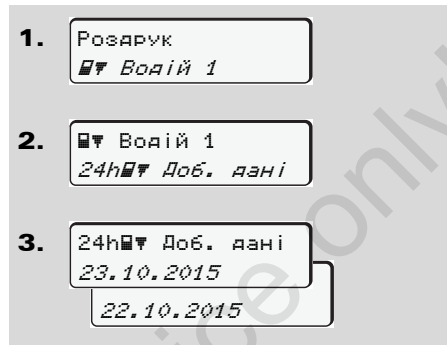 1. Роздрук
▮▼ Водій 1
2. ▮▼ Водій 1
24h▮▼ Доб. дані
3. 24h▮▼ Доб. дані
23.10.2015
22.10.2015